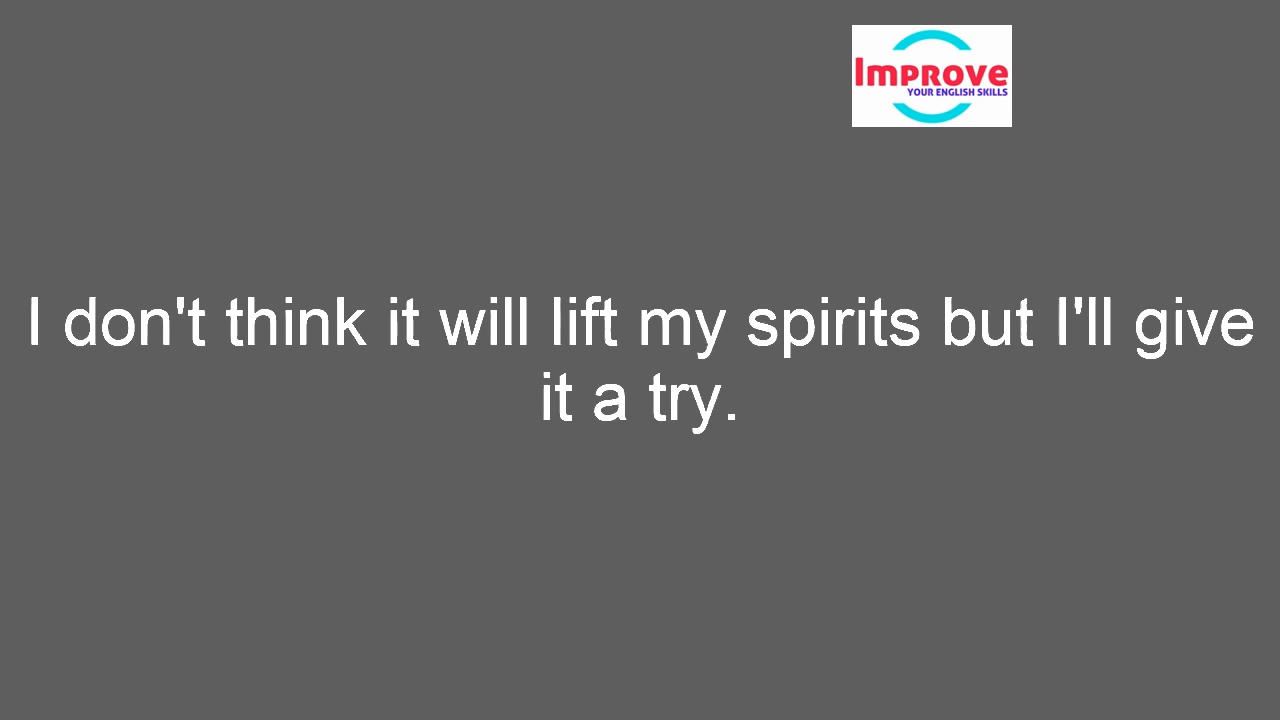 IMPROVE
YOUR ENGLISH SKILLS
I don't think it will lift my spirits but I'll give
it a try.